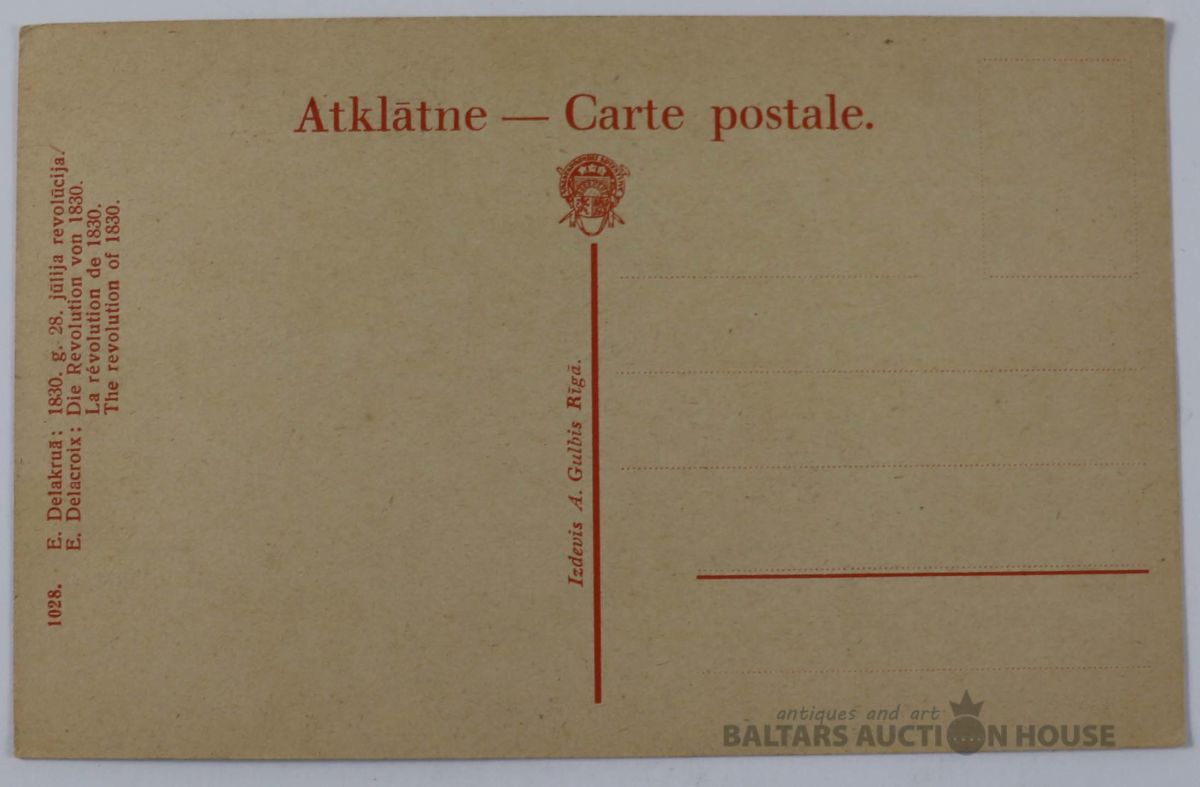 Atklātne — Carte postale.
1028. E. Delakruā: 1830. g. 28. jūlija revolūcija.
E. Delacroix: Die Revolution von 1830.
La révolution de 1830.
The revolution of 1830.
Izdevis A. Gulbis Rīgā.
antiques and art
BALTARS AUCTION HOUSE